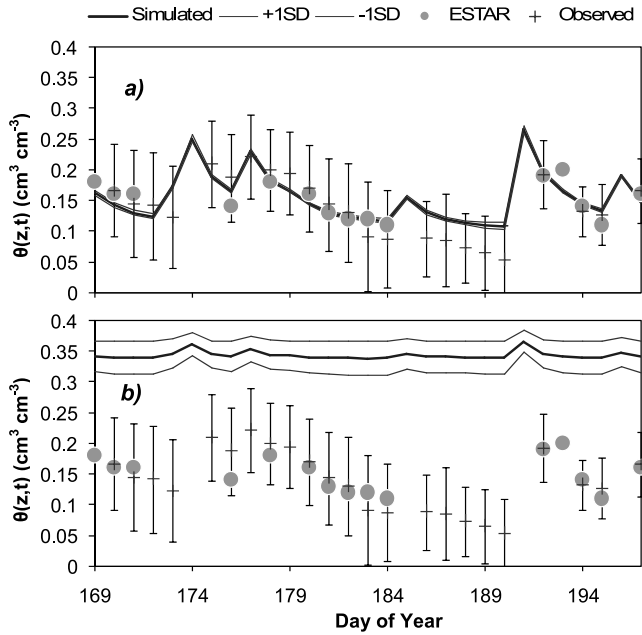 Simulated +1SD -1SD ESTAR Observed
0.4
a)
0.35
0.3
0.25
0.2
0.15
0.1
0.05
0
θ(z,t) (cm³ cm⁻³)
0.4
0.35
0.3
b)
0.25
0.2
0.15
0.1
0.05
0
θ(z,t) (cm³ cm⁻³)
169 174 179 184 189 194
Day of Year